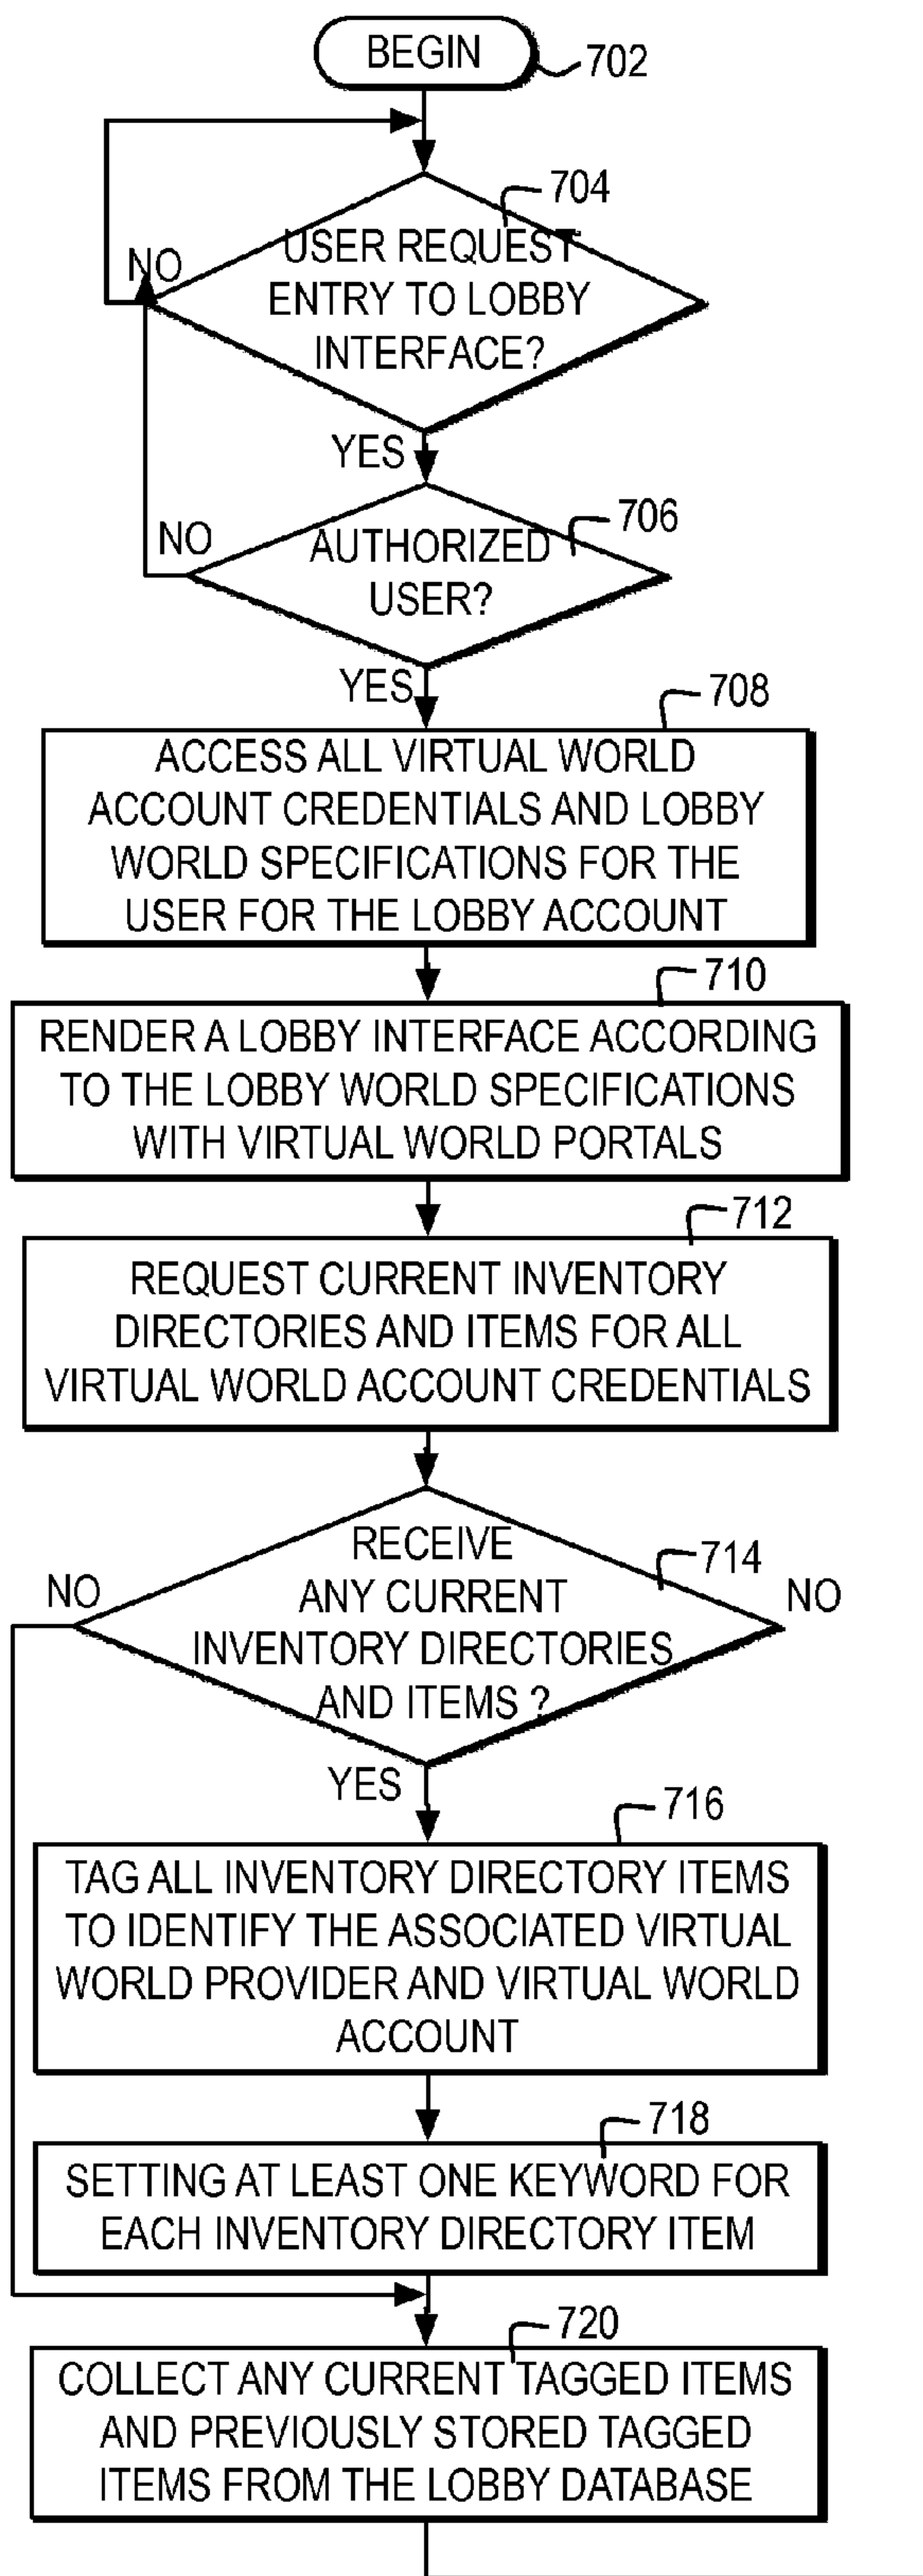 BEGIN
702
704
NO
USER REQUEST
ENTRY TO LOBBY
INTERFACE?
YES
706
NO
AUTHORIZED
USER?
YES
708
ACCESS ALL VIRTUAL WORLD
ACCOUNT CREDENTIALS AND LOBBY
WORLD SPECIFICATIONS FOR THE
USER FOR THE LOBBY ACCOUNT
710
RENDER A LOBBY INTERFACE ACCORDING
TO THE LOBBY WORLD SPECIFICATIONS
WITH VIRTUAL WORLD PORTALS
712
REQUEST CURRENT INVENTORY
DIRECTORIES AND ITEMS FOR ALL
VIRTUAL WORLD ACCOUNT CREDENTIALS
714
NO
NO
RECEIVE
ANY CURRENT
INVENTORY DIRECTORIES
AND ITEMS ?
YES
716
TAG ALL INVENTORY DIRECTORY ITEMS
TO IDENTIFY THE ASSOCIATED VIRTUAL
WORLD PROVIDER AND VIRTUAL WORLD
ACCOUNT
718
SETTING AT LEAST ONE KEYWORD FOR
EACH INVENTORY DIRECTORY ITEM
720
COLLECT ANY CURRENT TAGGED ITEMS
AND PREVIOUSLY STORED TAGGED
ITEMS FROM THE LOBBY DATABASE